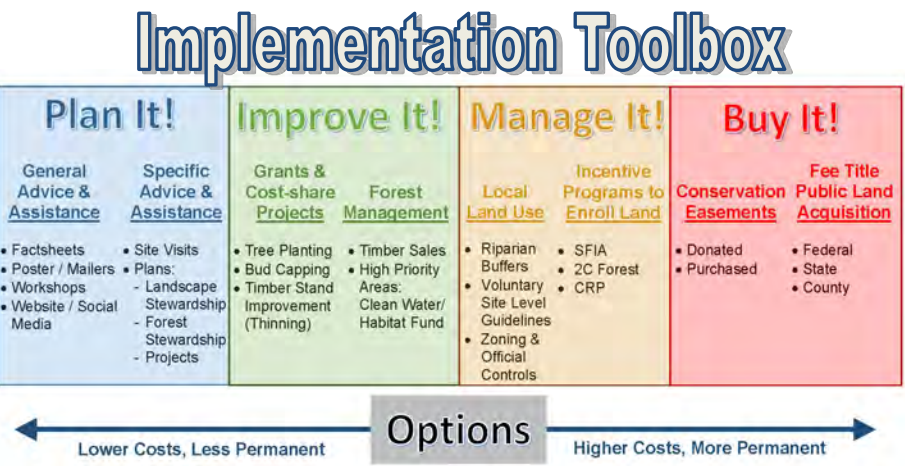 Implementation Toolbox
Plan It!
General
Advice &
Assistance
• Factsheets
• Poster / Mailers
• Workshops
• Website / Social
Media
Specific
Advice &
Assistance
• Site Visits
• Plans:
- Landscape
Stewardship
- Forest
Stewardship
- Projects
Improve It!
Grants &
Cost-share
Projects
• Tree Planting
• Bud Capping
• Timber Stand
Improvement
(Thinning)
Forest
Management
• Timber Sales
• High Priority
Areas:
Clean Water/
Habitat Fund
Manage It!
Local
Land Use
• Riparian
Buffers
• Voluntary
Site Level
Guidelines
• Zoning &
Official
Controls
Incentive
Programs to
Enroll Land
• SFIA
• 2C Forest
• CRP
Buy It!
Conservation
Easements
• Donated
• Purchased
Fee Title
Public Land
Acquisition
• Federal
• State
• County
Options
Lower Costs, Less Permanent
Higher Costs, More Permanent